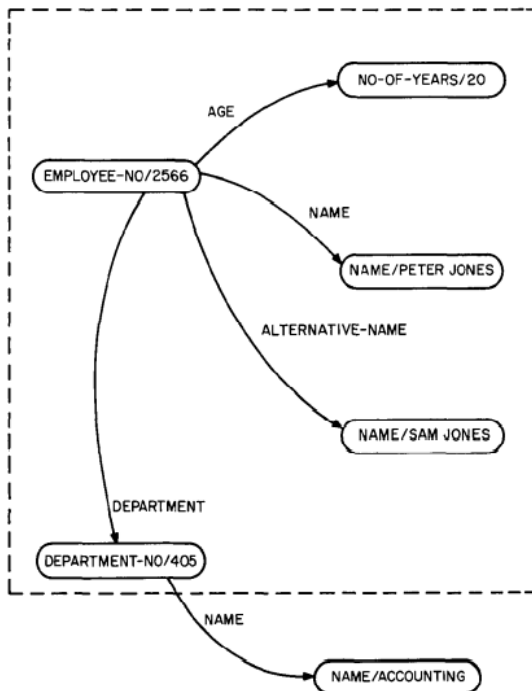 NO-OF-YEARS/20
AGE
EMPLOYEE-NO/2566
NAME
NAME/PETER JONES
ALTERNATIVE-NAME
NAME/SAM JONES
DEPARTMENT
DEPARTMENT-NO/405
NAME
NAME/ACCOUNTING